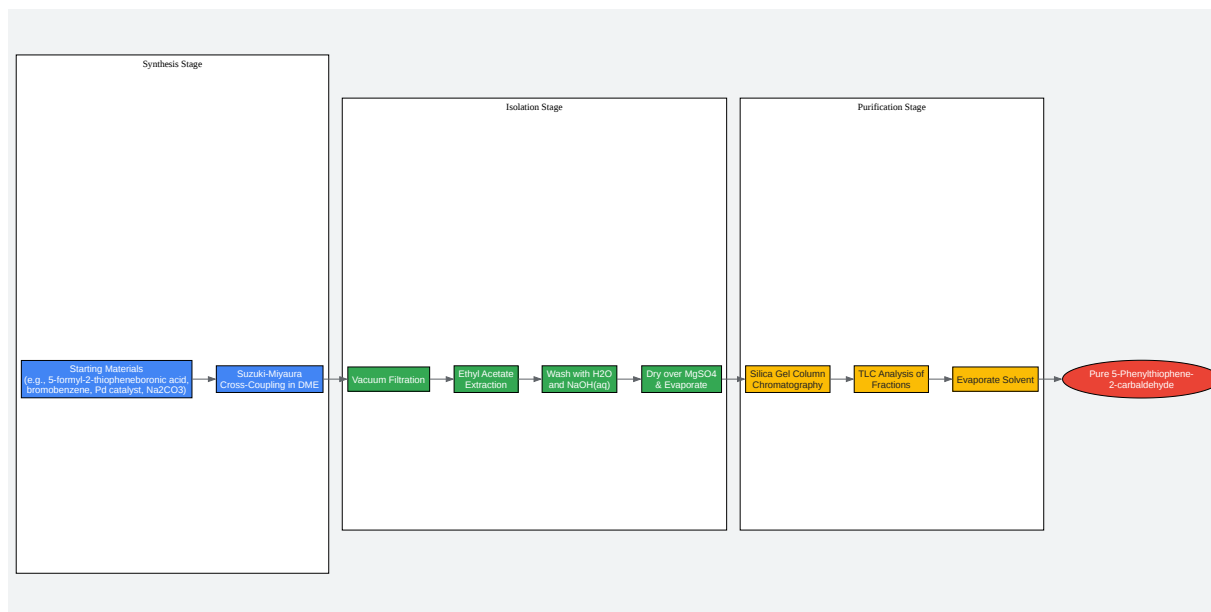 Synthesis Stage
Isolation Stage
Purification Stage
Starting Materials
(e.g., 5-formyl-2-thiopheneboronic acid,
bromobenzene, Pd catalyst, Na2CO3)
Suzuki-Miyaura
Cross-Coupling in DME
Vacuum Filtration
Ethyl Acetate
Extraction
Wash with H2O
and NaOH(aq)
Dry over MgSO4
& Evaporate
Silica Gel Column
Chromatography
TLC Analysis of
Fractions
Evaporate Solvent
Pure 5-Phenylthiophene-
2-carbaldehyde